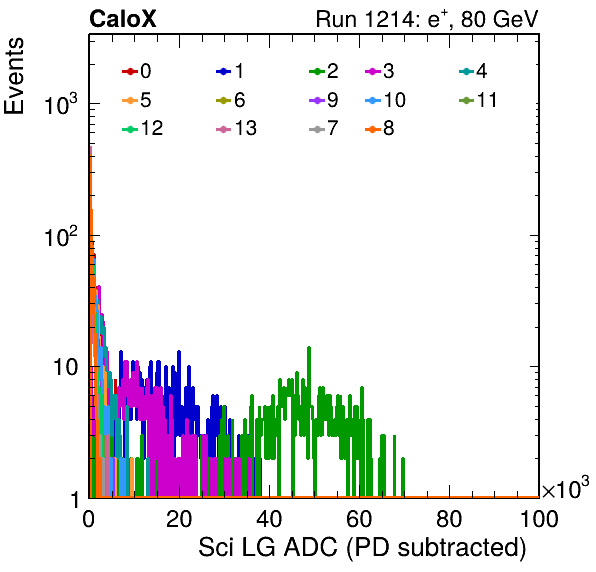 CaloX Run 1214: e⁺, 80 GeV
Events
0 1 2 3 4
5 6 9 10 11
12 13 7 8
10³
10²
10
1
0 20 40 60 80 100
×10³
Sci LG ADC (PD subtracted)